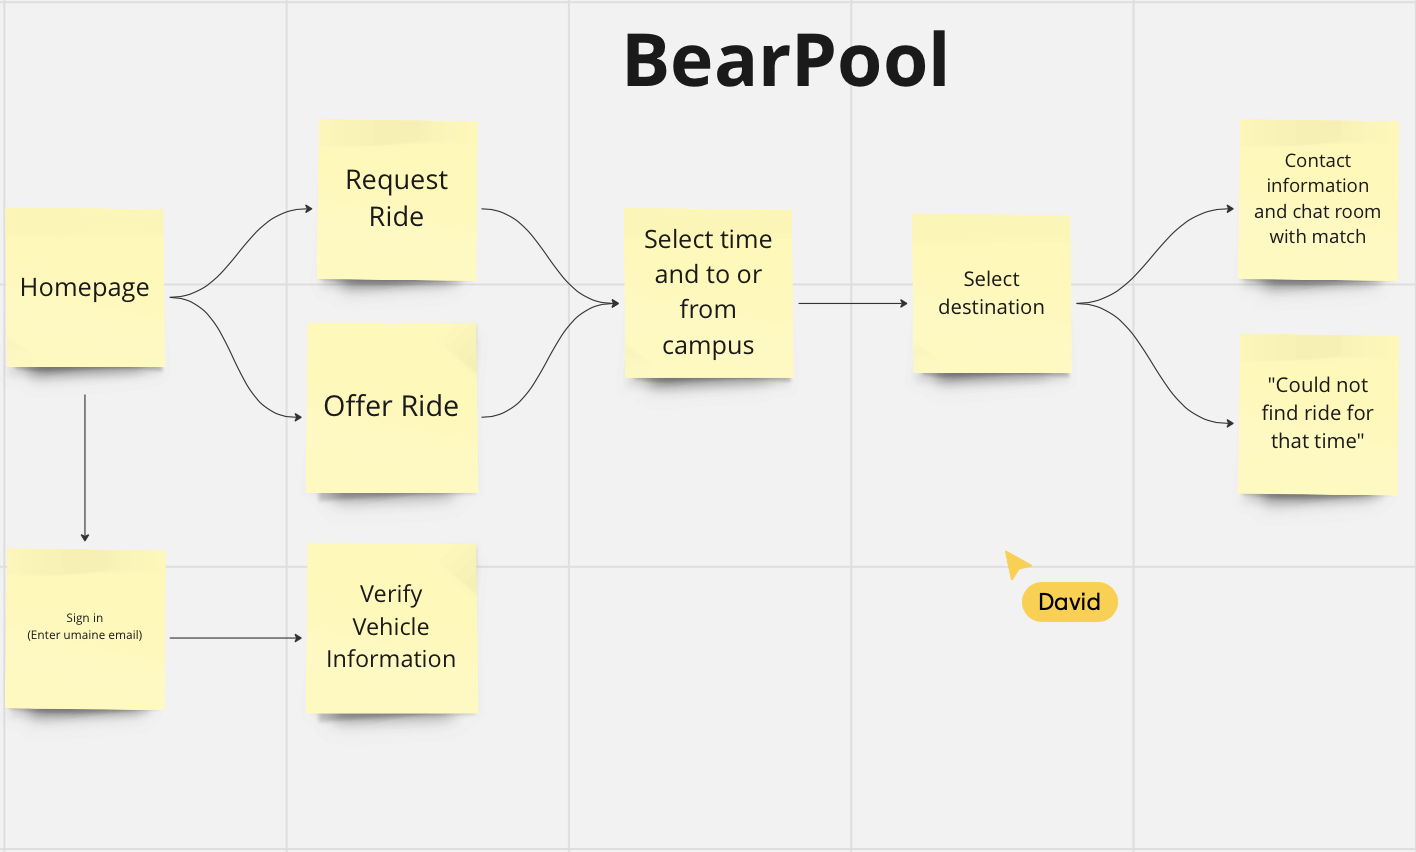 BearPool
Homepage
Request
Ride
Offer Ride
Select time
and to or
from
campus
Select
destination
Contact
information
and chat room
with match
"Could not
find ride for
that time"
Sign in
(Enter umaine email)
Verify
Vehicle
Information
David